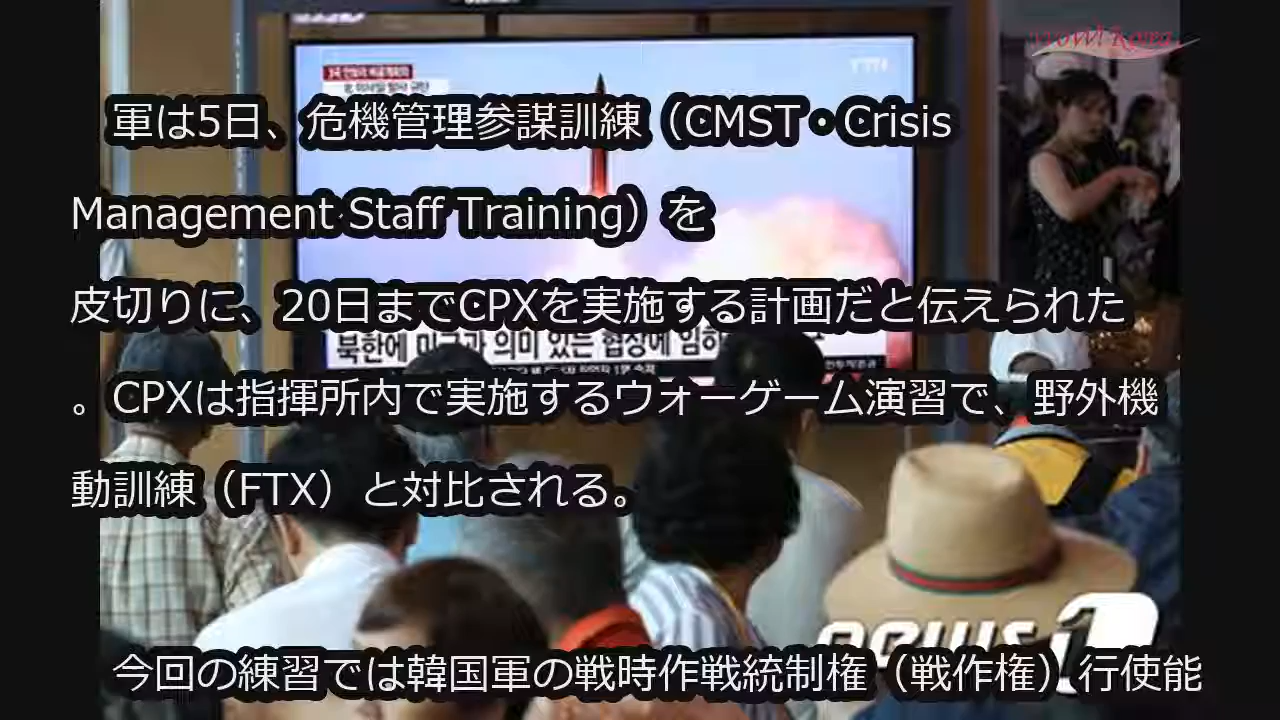 wow! Korea
YTN
軍は5日、危機管理参謀訓練（CMST・Crisis
Management Staff Training）を
皮切りに、20日までCPXを実施する計画だと伝えられた
북한에 미국과 의미 있는 협상에 임하
。CPXは指揮所内で実施するウォーゲーム演習で、野外機
動訓練（FTX）と対比される。
news1
今回の練習では韓国軍の戦時作戦統制権（戦作権）行使能